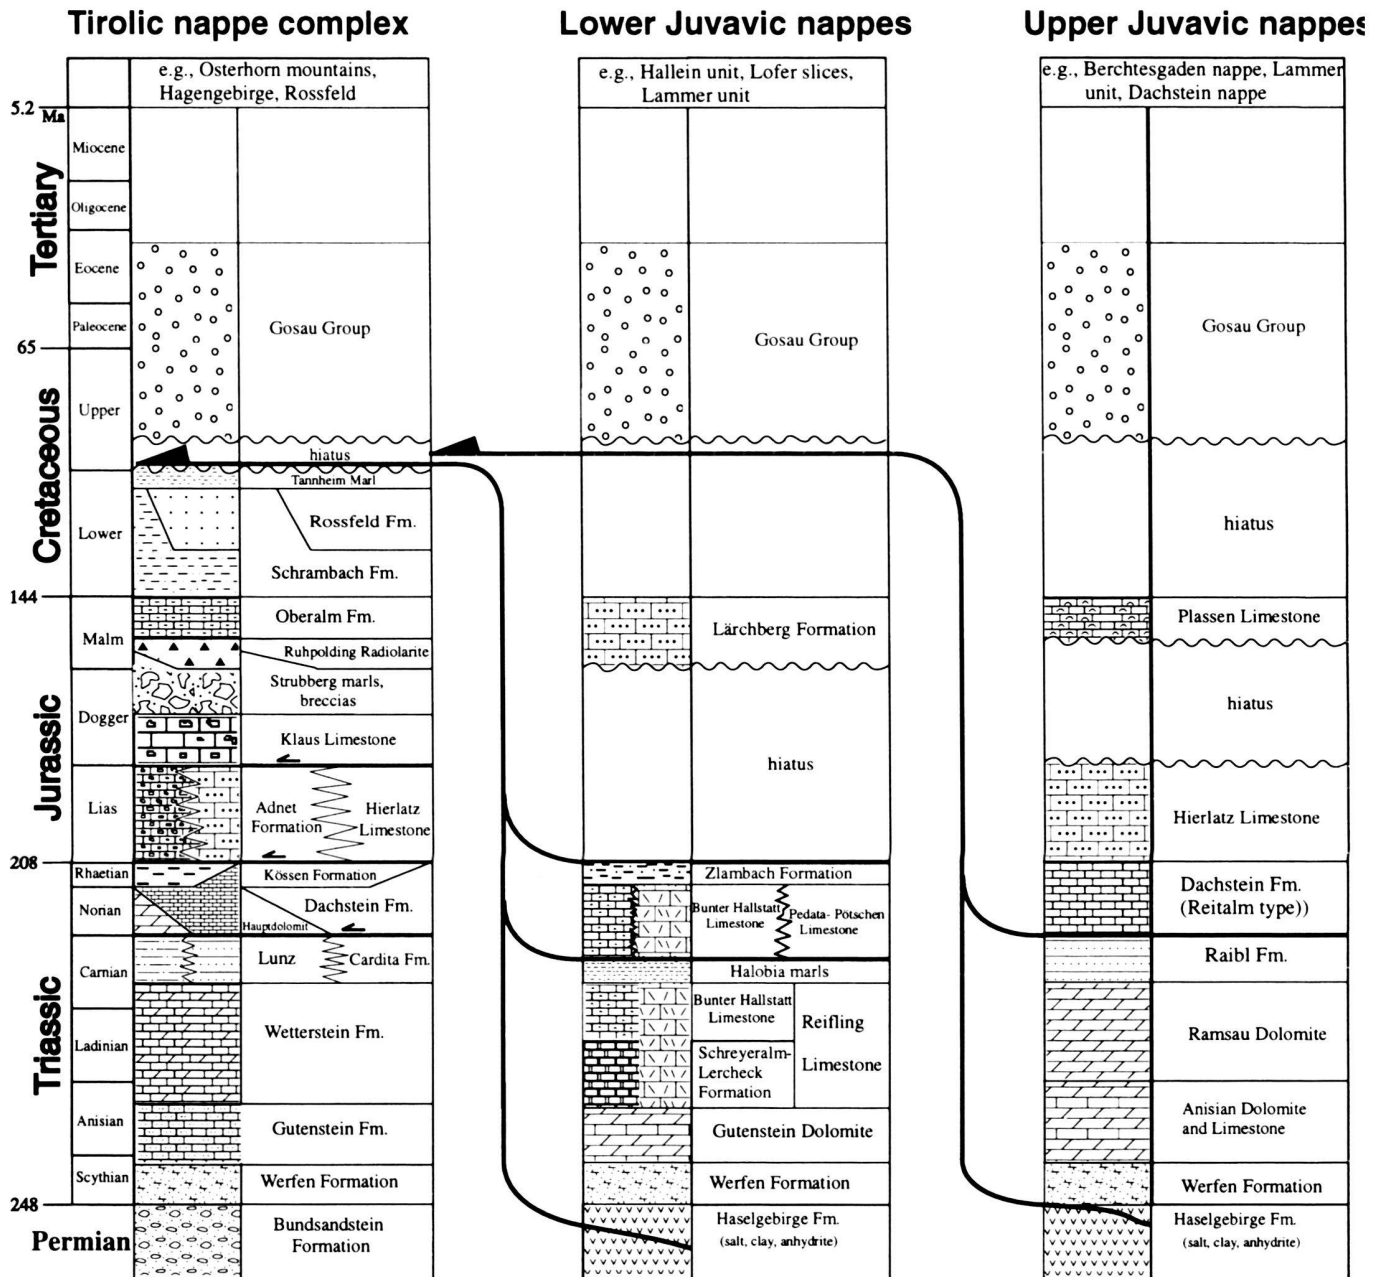 Tirolic nappe complex
Lower Juvavic nappes
Upper Juvavic nappes
e.g., Osterhorn mountains,
Hagengebirge, Rossfeld
e.g., Hallein unit, Lofer slices,
Lammer unit
e.g., Berchtesgaden nappe, Lammer
unit, Dachstein nappe
5.2
Ma
65
144
208
248
Tertiary
Cretaceous
Jurassic
Triassic
Permian
Miocene
Oligocene
Eocene
Paleocene
Upper
Lower
Malm
Dogger
Lias
Rhaetian
Norian
Carnian
Ladinian
Anisian
Scythian
Gosau Group
hiatus
Tannheim Marl
Rossfeld Fm.
Schrambach Fm.
Oberalm Fm.
Ruhpolding Radiolarite
Strubberg marls,
breccias
Klaus Limestone
Adnet
Formation
Hierlatz
Limestone
Kössen Formation
Dachstein Fm.
Hauptdolomit
Lunz
Cardita Fm.
Wetterstein Fm.
Gutenstein Fm.
Werfen Formation
Bundsandstein
Formation
Gosau Group
Lärchberg Formation
hiatus
Zlambach Formation
Bunter Hallstatt
Limestone
Pedata- Pötschen
Limestone
Halobia marls
Bunter Hallstatt
Limestone
Schreyeralm-
Lercheck
Formation
Reifling
Limestone
Gutenstein Dolomite
Werfen Formation
Haselgebirge Fm.
(salt, clay, anhydrite)
Gosau Group
hiatus
Plassen Limestone
hiatus
Hierlatz Limestone
Dachstein Fm.
(Reitalm type))
Raibl Fm.
Ramsau Dolomite
Anisian Dolomite
and Limestone
Werfen Formation
Haselgebirge Fm.
(salt, clay, anhydrite)